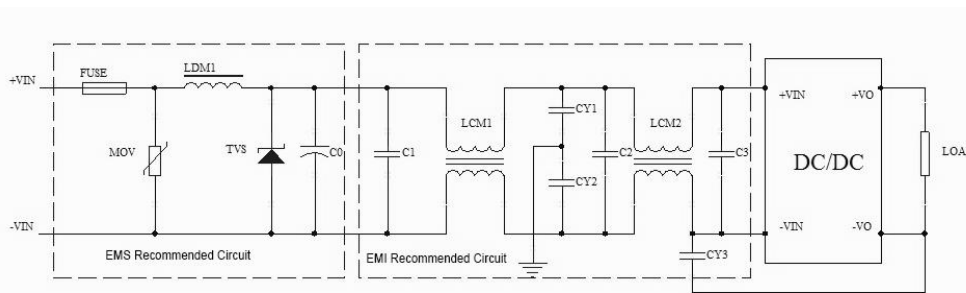 FUSE
LDM1
+VIN
MOV
TVS
C0
-VIN
EMS Recommended Circuit
C1
LCM1
CY1
CY2
C2
LCM2
C3
CY3
EMI Recommended Circuit
+VIN
+VO
DC/DC
-VIN
-VO
LOA